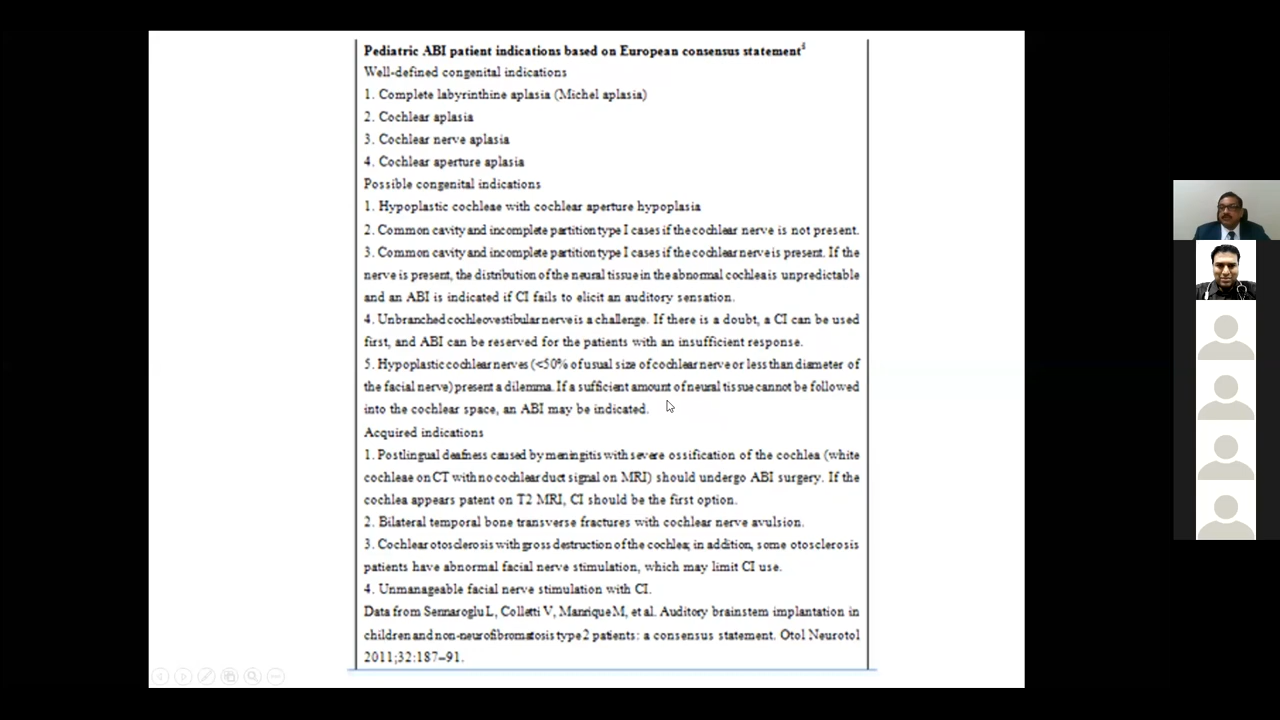 Pediatric ABI patient indications based on European consensus statement5
Well-defined congenital indications
1. Complete labyrinthine aplasia (Michel aplasia)
2. Cochlear aplasia
3. Cochlear nerve aplasia
4. Cochlear aperture aplasia
Possible congenital indications
1. Hypoplastic cochleae with cochlear aperture hypoplasia
2. Common cavity and incomplete partition type I cases if the cochlear nerve is not present.
3. Common cavity and incomplete partition type I cases if the cochlear nerve is present. If the
nerve is present, the distribution of the neural tissue in the abnormal cochlea is unpredictable
and an ABI is indicated if CI fails to elicit an auditory sensation.
4. Unbranched cochleovestibular nerve is a challenge. If there is a doubt, a CI can be used
first, and ABI can be reserved for the patients with an insufficient response.
5. Hypoplastic cochlear nerves (<50% of usual size of cochlear nerve or less than diameter of
the facial nerve) present a dilemma. If a sufficient amount of neural tissue cannot be followed
into the cochlear space, an ABI may be indicated.
Acquired indications
1. Postlingual deafness caused by meningitis with severe ossification of the cochlea (white
cochleae on CT with no cochlear duct signal on MRI) should undergo ABI surgery. If the
cochlea appears patent on T2 MRI, CI should be the first option.
2. Bilateral temporal bone transverse fractures with cochlear nerve avulsion.
3. Cochlear otosclerosis with gross destruction of the cochlea; in addition, some otosclerosis
patients have abnormal facial nerve stimulation, which may limit CI use.
4. Unmanageable facial nerve stimulation with CI.
Data from Sennaroglu L, Colletti V, Manrique M, et al. Auditory brainstem implantation in
children and non-neurofibromatosis type 2 patients: a consensus statement. Otol Neurotol
2011;32:187–91.